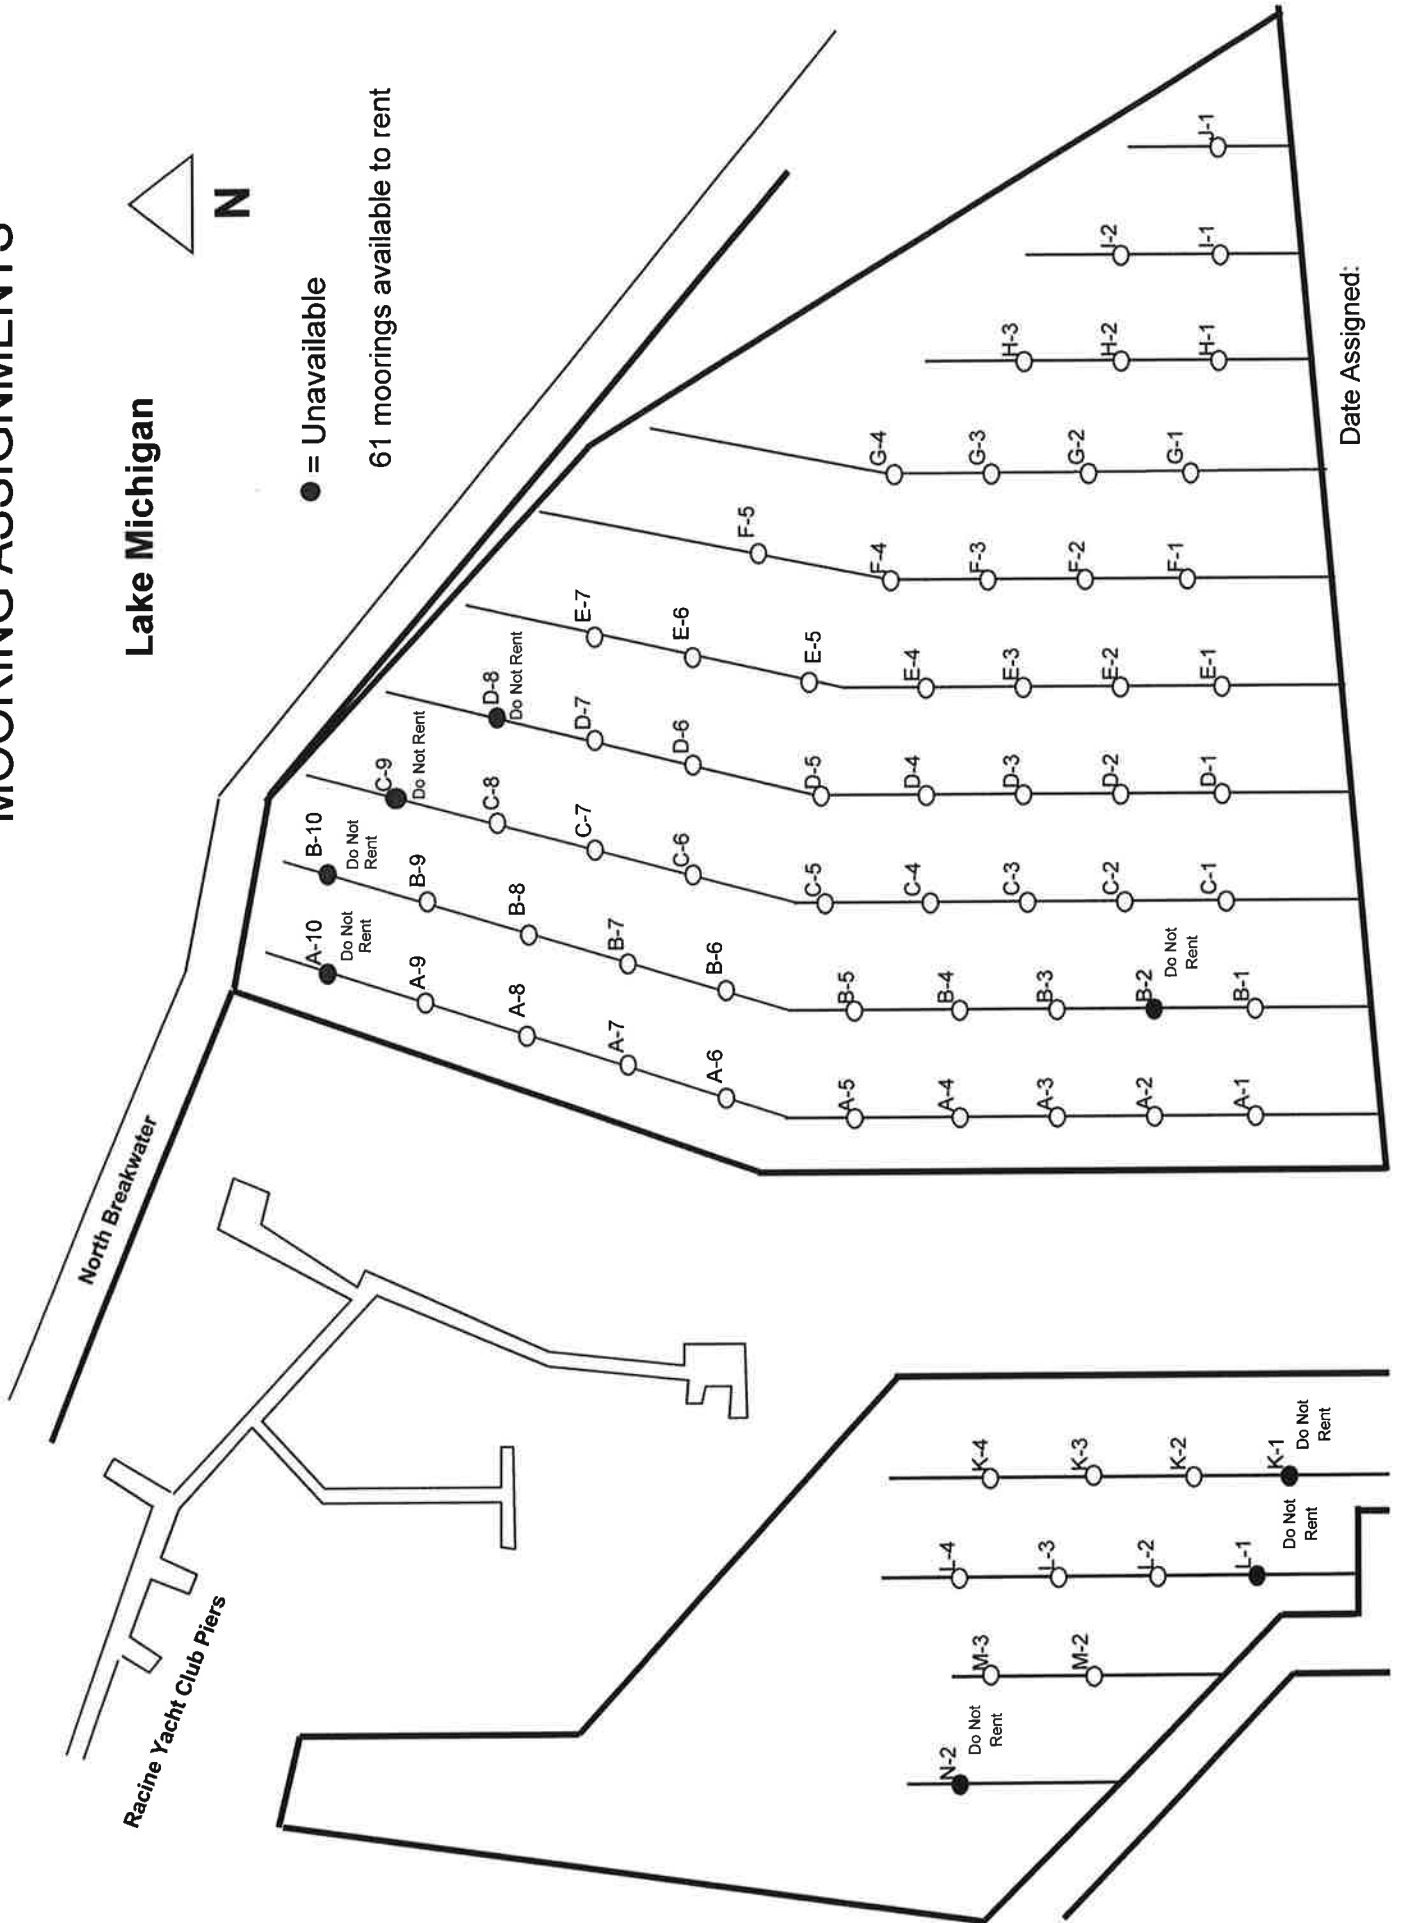 MOORING ASSIGNMENTS
North Breakwater
Lake Michigan
N
Racine Yacht Club Piers
= Unavailable
61 moorings available to rent
N-2
Do Not
Rent
M-3
M-2
L-4
L-3
L-2
L-1
Do Not
Rent
K-4
K-3
K-2
K-1
Do Not
Rent
A-10
Do Not
Rent
A-9
A-8
A-7
A-6
A-5
A-4
A-3
A-2
A-1
B-10
Do Not
Rent
B-9
B-8
B-7
B-6
B-5
B-4
B-3
B-2
Do Not
Rent
B-1
C-9
Do Not Rent
C-8
C-7
C-6
C-5
C-4
C-3
C-2
C-1
D-8
Do Not Rent
D-7
D-6
D-5
D-4
D-3
D-2
D-1
E-7
E-6
E-5
E-4
E-3
E-2
E-1
F-5
F-4
F-3
F-2
F-1
G-4
G-3
G-2
G-1
H-3
H-2
H-1
I-2
I-1
J-1
Date Assigned: